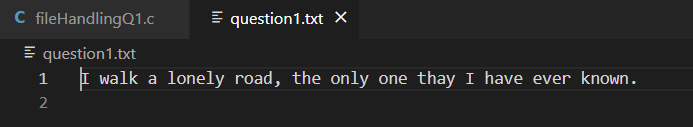 C fileHandlingQ1.c question1.txt ×
question1.txt
1 I walk a lonely road, the only one thay I have ever known.
2